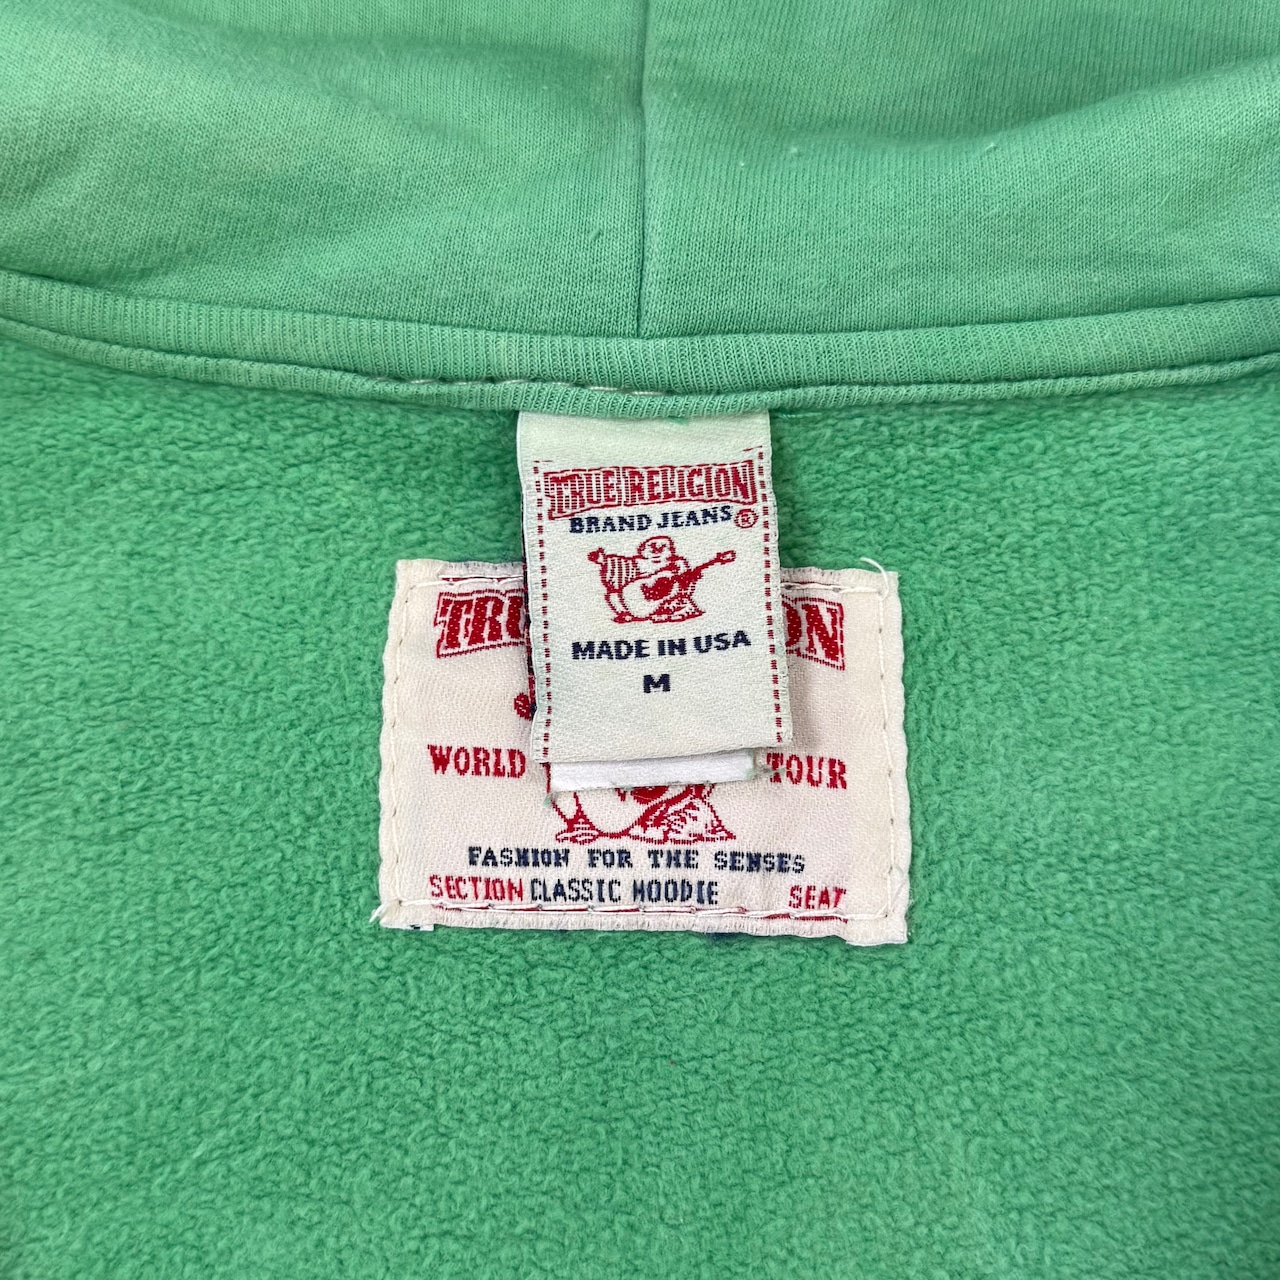 TRUE RELIGION
BRAND JEANS®
MADE IN USA
M
WORLD TOUR
FASHION FOR THE SENSES
SECTION CLASSIC HOODIE SEAT